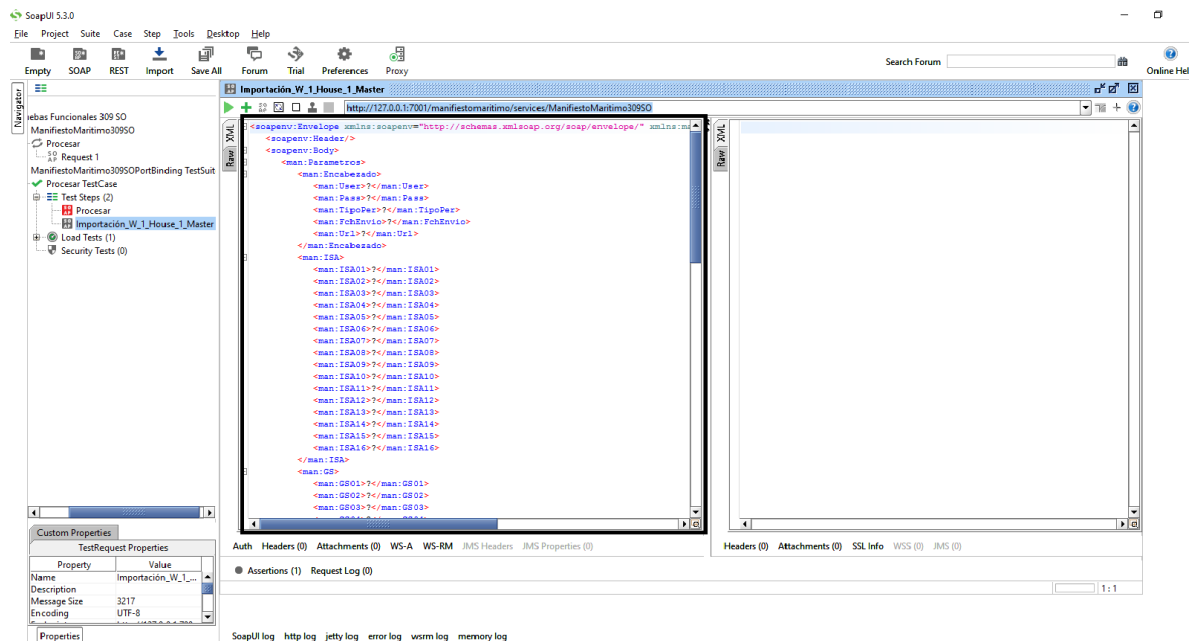 SoapUI 5.3.0
File Project Suite Case Step Tools Desktop Help
Empty SOAP REST Import Save All Forum Trial Preferences Proxy
Search Forum
Online Hel
Navigator
ebas Funcionales 309 SO
ManifiestoMaritimo309SO
Procesar
Request 1
ManifiestoMaritimo309SOPortBinding TestSuit
Procesar TestCase
Test Steps (2)
Procesar
Importación_W_1_House_1_Master
Load Tests (1)
Security Tests (0)
Custom Properties
TestRequest Properties
Property Value
Name Importación_W_1_...
Description
Message Size 3217
Encoding UTF-8
Properties
Importación_W_1_House_1_Master
http://127.0.0.1:7001/manifiestomaritimo/services/ManifiestoMaritimo309SO
XML
Raw
<soapenv:Envelope xmlns:soapenv="http://schemas.xmlsoap.org/soap/envelope/" xmlns:ma
<soapenv:Header/>
<soapenv:Body>
<man:Parametros>
<man:Encabezado>
<man:User>?</man:User>
<man:Pass>?</man:Pass>
<man:TipoPer>?</man:TipoPer>
<man:FchEnvio>?</man:FchEnvio>
<man:Url>?</man:Url>
</man:Encabezado>
<man:ISA>
<man:ISA01>?</man:ISA01>
<man:ISA02>?</man:ISA02>
<man:ISA03>?</man:ISA03>
<man:ISA04>?</man:ISA04>
<man:ISA05>?</man:ISA05>
<man:ISA06>?</man:ISA06>
<man:ISA07>?</man:ISA07>
<man:ISA08>?</man:ISA08>
<man:ISA09>?</man:ISA09>
<man:ISA10>?</man:ISA10>
<man:ISA11>?</man:ISA11>
<man:ISA12>?</man:ISA12>
<man:ISA13>?</man:ISA13>
<man:ISA14>?</man:ISA14>
<man:ISA15>?</man:ISA15>
<man:ISA16>?</man:ISA16>
</man:ISA>
<man:GS>
<man:GS01>?</man:GS01>
<man:GS02>?</man:GS02>
<man:GS03>?</man:GS03>
XML
Raw
Auth Headers (0) Attachments (0) WS-A WS-RM JMS Headers JMS Properties (0)
Headers (0) Attachments (0) SSL Info WSS (0) JMS (0)
Assertions (1) Request Log (0)
1 : 1
SoapUI log http log jetty log error log wsrm log memory log